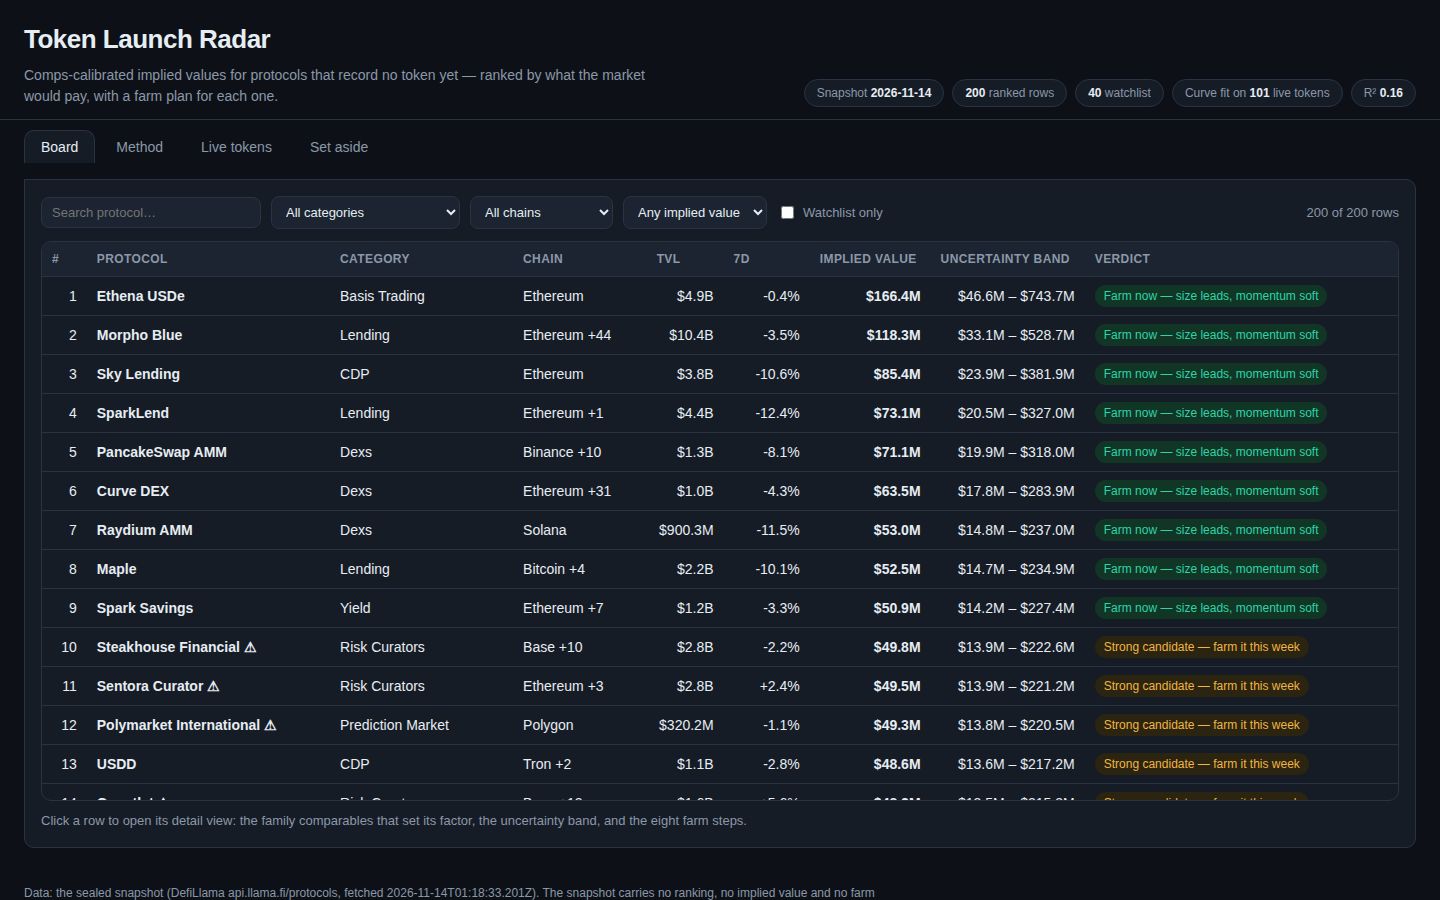 Token Launch Radar
Comps-calibrated implied values for protocols that record no token yet — ranked by what the market
would pay, with a farm plan for each one.
Snapshot 2026-11-14 200 ranked rows 40 watchlist Curve fit on 101 live tokens R² 0.16
Board Method Live tokens Set aside
Search protocol… All categories All chains Any implied value Watchlist only 200 of 200 rows
# PROTOCOL CATEGORY CHAIN TVL 7D IMPLIED VALUE UNCERTAINTY BAND VERDICT
1 Ethena USDe Basis Trading Ethereum $4.9B -0.4% $166.4M $46.6M – $743.7M Farm now — size leads, momentum soft
2 Morpho Blue Lending Ethereum +44 $10.4B -3.5% $118.3M $33.1M – $528.7M Farm now — size leads, momentum soft
3 Sky Lending CDP Ethereum $3.8B -10.6% $85.4M $23.9M – $381.9M Farm now — size leads, momentum soft
4 SparkLend Lending Ethereum +1 $4.4B -12.4% $73.1M $20.5M – $327.0M Farm now — size leads, momentum soft
5 PancakeSwap AMM Dexs Binance +10 $1.3B -8.1% $71.1M $19.9M – $318.0M Farm now — size leads, momentum soft
6 Curve DEX Dexs Ethereum +31 $1.0B -4.3% $63.5M $17.8M – $283.9M Farm now — size leads, momentum soft
7 Raydium AMM Dexs Solana $900.3M -11.5% $53.0M $14.8M – $237.0M Farm now — size leads, momentum soft
8 Maple Lending Bitcoin +4 $2.2B -10.1% $52.5M $14.7M – $234.9M Farm now — size leads, momentum soft
9 Spark Savings Yield Ethereum +7 $1.2B -3.3% $50.9M $14.2M – $227.4M Farm now — size leads, momentum soft
10 Steakhouse Financial ⚠ Risk Curators Base +10 $2.8B -2.2% $49.8M $13.9M – $222.6M Strong candidate — farm it this week
11 Sentora Curator ⚠ Risk Curators Ethereum +3 $2.8B +2.4% $49.5M $13.9M – $221.2M Strong candidate — farm it this week
12 Polymarket International ⚠ Prediction Market Polygon $320.2M -1.1% $49.3M $13.8M – $220.5M Strong candidate — farm it this week
13 USDD CDP Tron +2 $1.1B -2.8% $48.6M $13.6M – $217.2M Strong candidate — farm it this week
Click a row to open its detail view: the family comparables that set its factor, the uncertainty band, and the eight farm steps.
Data: the sealed snapshot (DefiLlama api.llama.fi/protocols, fetched 2026-11-14T01:18:33.201Z). The snapshot carries no ranking, no implied value and no farm